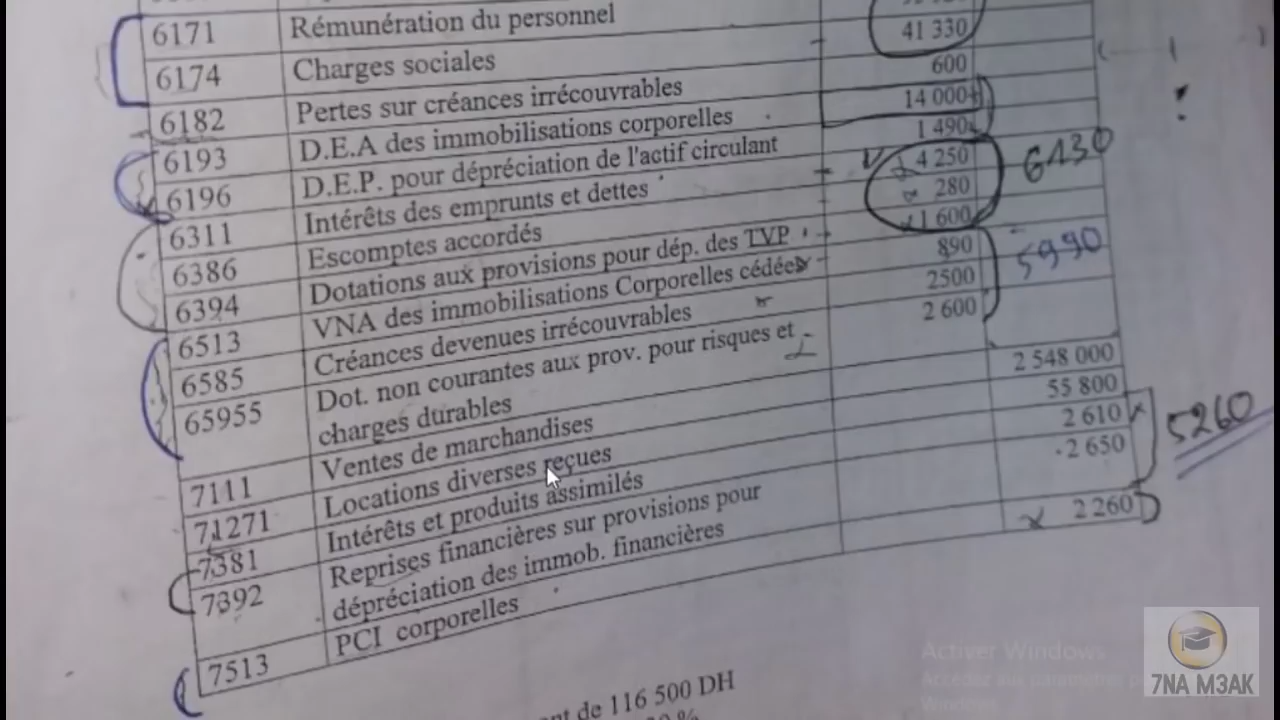 6171 Rémunération du personnel
6174 Charges sociales 41 330
6182 Pertes sur créances irrécouvrables 600
6193 D.E.A des immobilisations corporelles 14 000
6196 D.E.P. pour dépréciation de l'actif circulant 1 490
6311 Intérêts des emprunts et dettes 4 250
6386 Escomptes accordés 280
6394 Dotations aux provisions pour dép. des TVP 1 600
6513 VNA des immobilisations Corporelles cédées 890
6585 Créances devenues irrécouvrables 2500
65955 Dot. non courantes aux prov. pour risques et 2 600
charges durables
7111 Ventes de marchandises 2 548 000
71271 Locations diverses reçues 55 800
7381 Intérêts et produits assimilés 2 610
7392 Reprises financières sur provisions pour 2 650
dépréciation des immob. financières
7513 PCI corporelles 2 260
6130
5990
5260
de 116 500 DH
Activer Windows
7NA M3AK